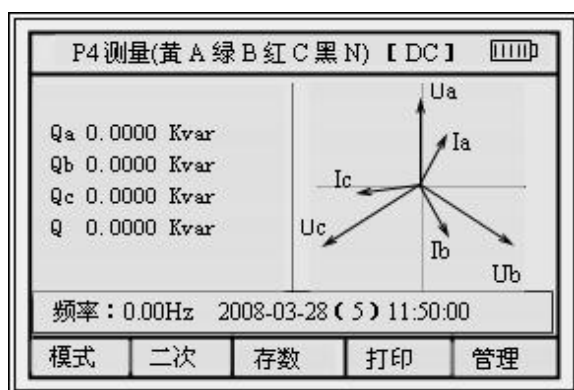 P4测量(黄A绿B红C黑N)【DC】
Ua
Qa 0.0000 Kvar
Ia
Qb 0.0000 Kvar
Qc 0.0000 Kvar
Ic
Q 0.0000 Kvar
Uc
Ib
Ub
频率：0.00Hz 2008-03-28(5)11:50:00
模式 二次 存数 打印 管理